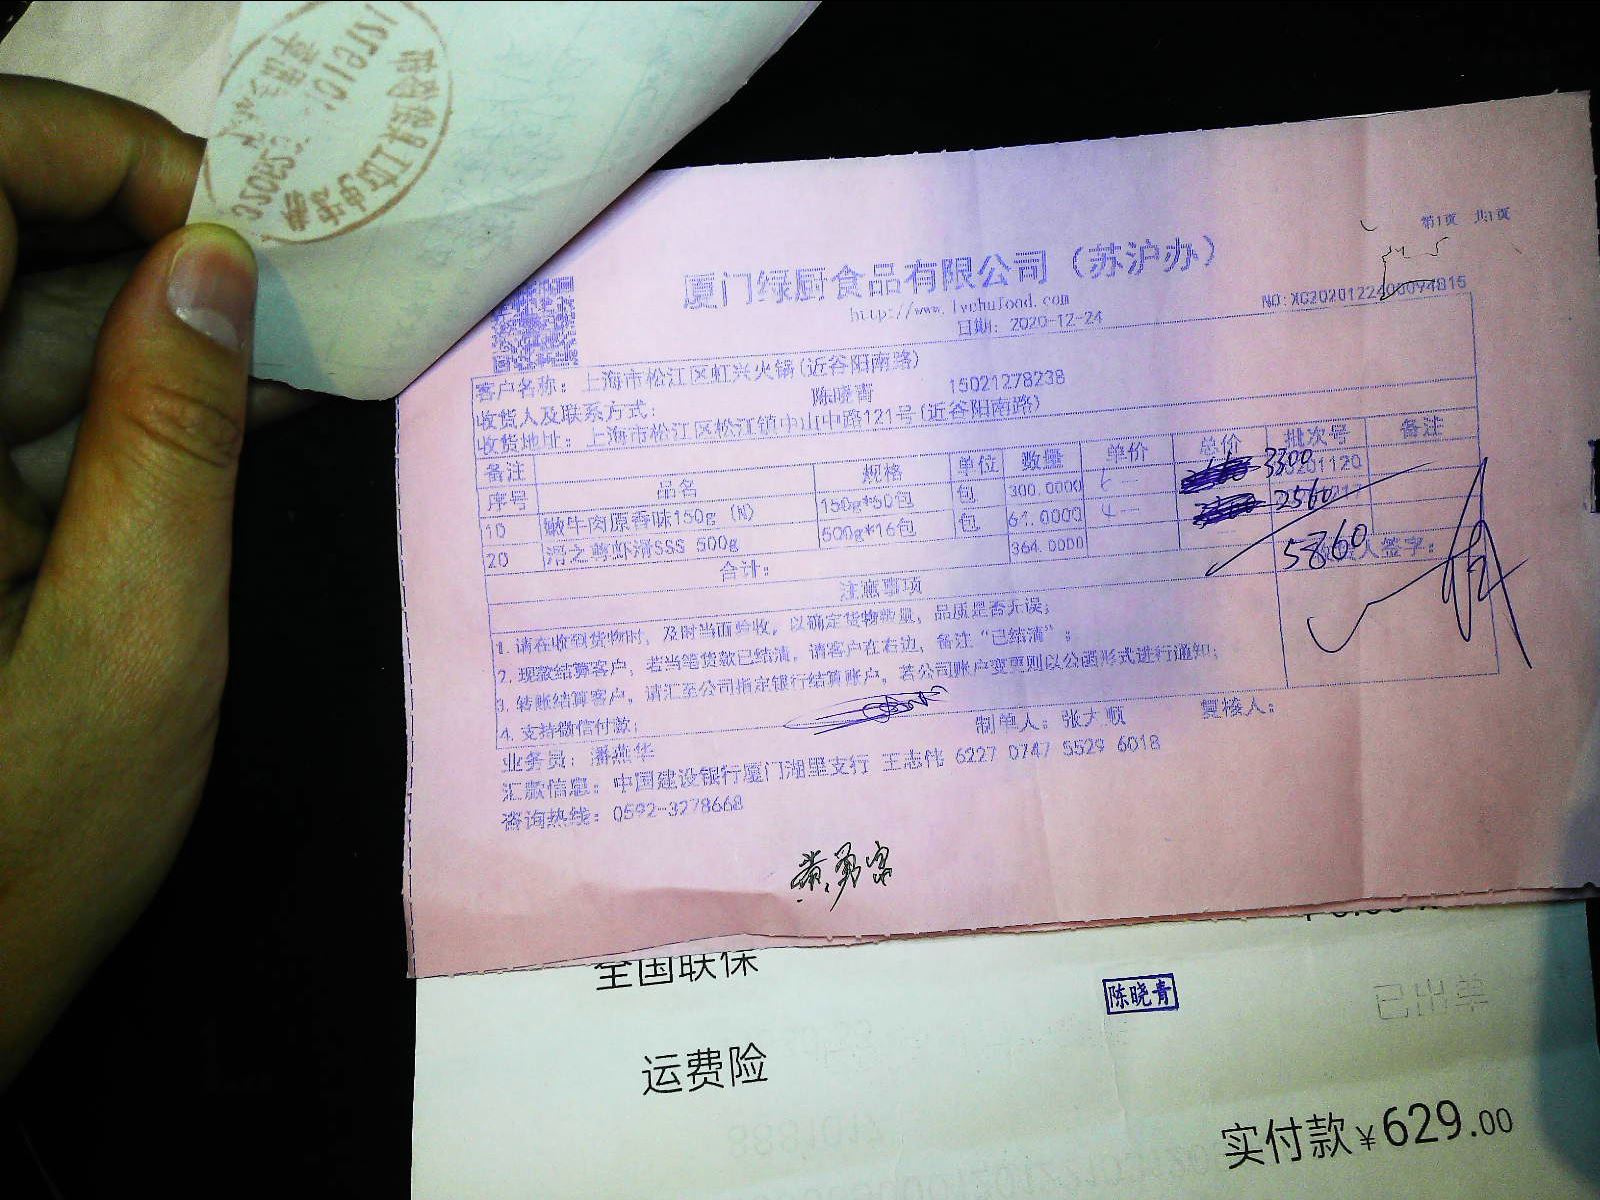 第1页 共1页
厦门绿厨食品有限公司（苏沪办）
http://www.lvchufood.com
日期: 2020-12-24
客户名称: 上海市松江区虹兴火锅(近谷阳南路)
收货人及联系方式: 陈晓青 15021278238
收货地址: 上海市松江区松江镇中山中路121号(近谷阳南路)
备注
序号 品名 规格 单位 数量 单价 总价 批次号 备注
10 嫩牛肉原香味150g (N) 150g*50包 包 300.0000 3300
20 滑之尊虾滑SSS 500g 500g*16包 包 64.0000 2560
合计: 364.0000 5860
注意事项
1. 请在收到货物时，及时当面验收，以确定货物数量，品质是否无误；
2. 现款结算客户，若当笔货款已结清，请客户在右边，备注“已结清”；
3. 转账结算客户，请汇至公司指定银行结算账户。若公司账户变更则以公函形式进行通知；
4. 支持微信付款；
人签字:
业务员: 潘燕华 制单人: 张大顺 复核人:
汇款信息: 中国建设银行厦门湖里支行 王志伟 6227 0747 5529 6018
咨询热线: 0592-3278668
黄勇富
全国联保
陈晓青
已出单
运费险
实付款¥629.00